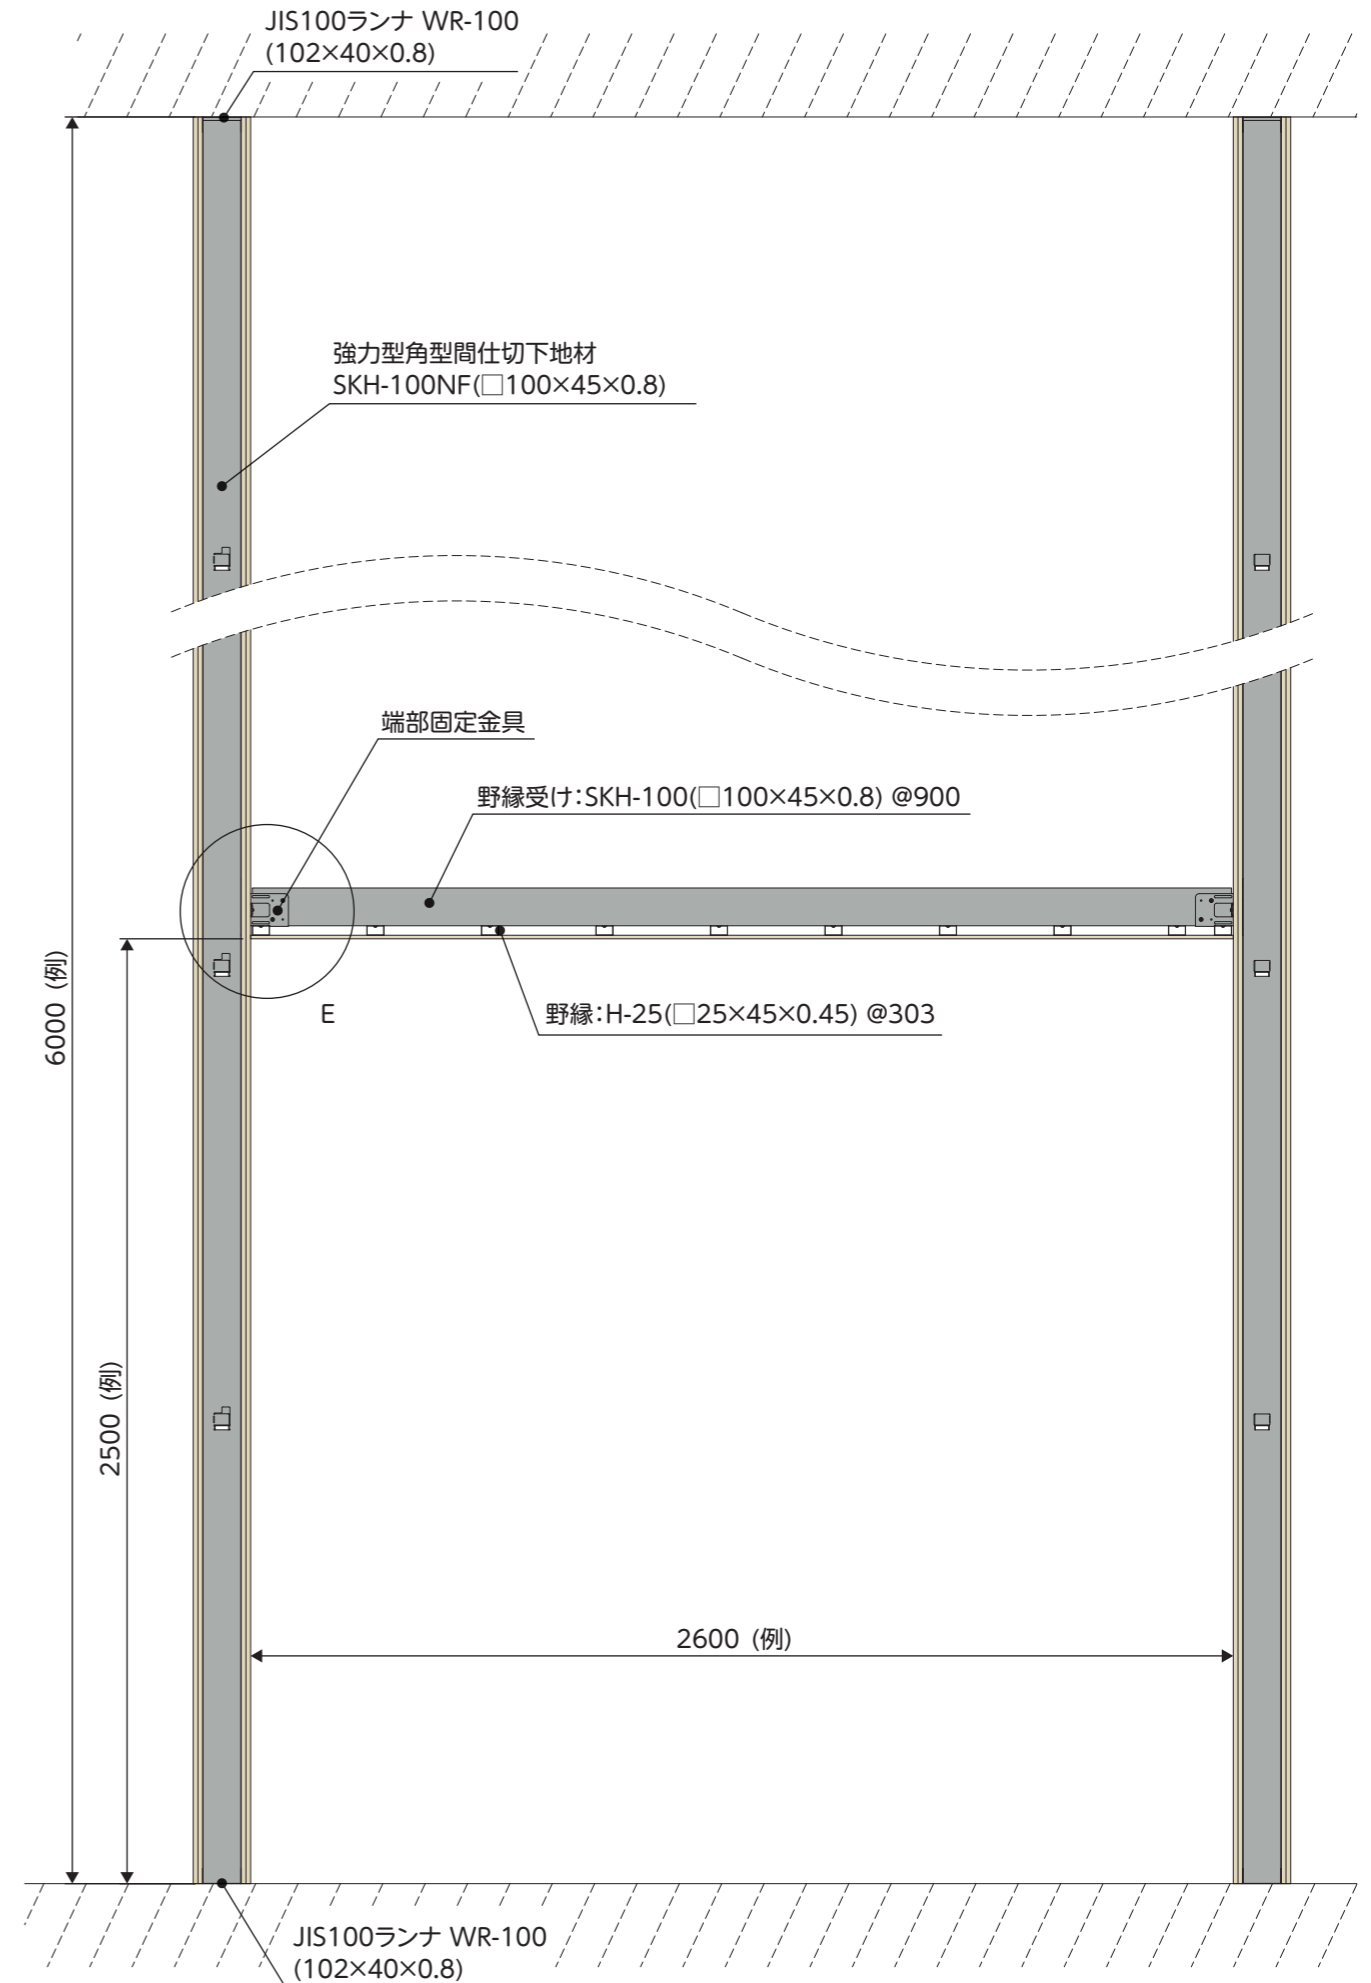 JIS100ランナ WR-100
(102×40×0.8)
強力型角型間仕切下地材
SKH-100NF(□100×45×0.8)
端部固定金具
野縁受け:SKH-100(□100×45×0.8) @900
E
野縁:H-25(□25×45×0.45) @303
6000 (例)
2500 (例)
2600 (例)
JIS100ランナ WR-100
(102×40×0.8)